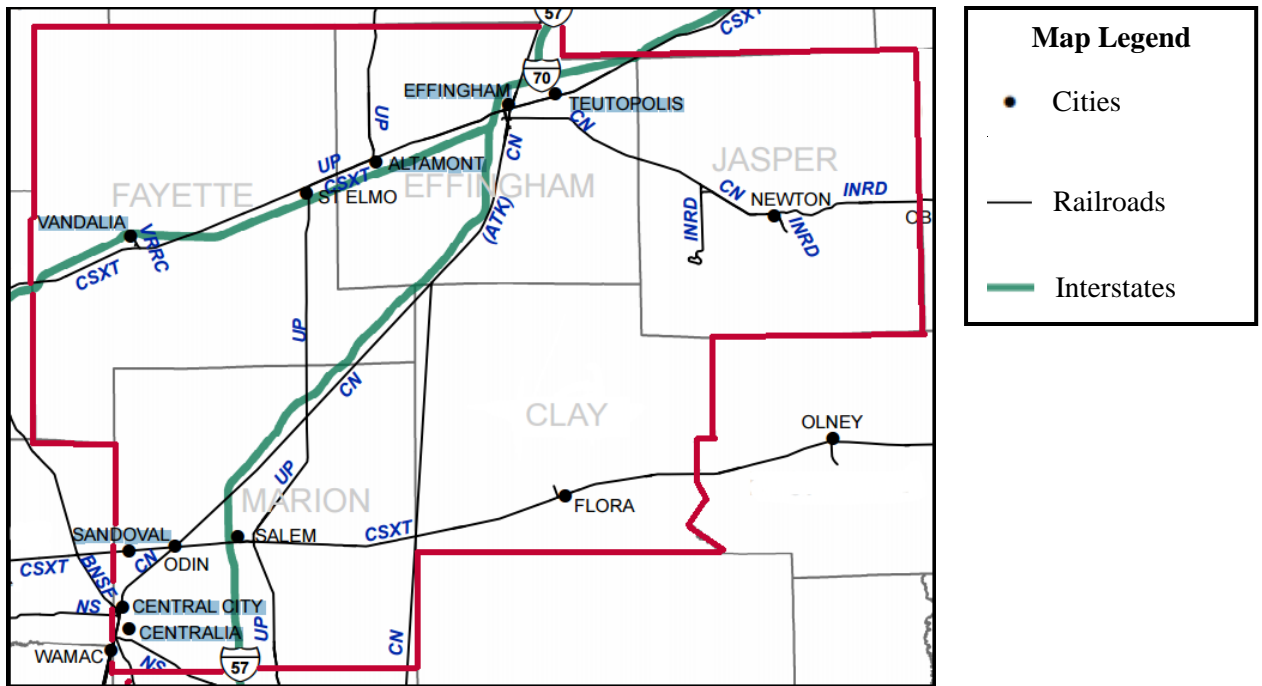 57
CSXT
Map Legend
70
EFFINGHAM
TEUTOPOLIS
Cities
UP
CN
CN
UP
ALTAMONT
JASPER
CSXT
FAYETTE
EFFINGHAM
ST ELMO
CN
NEWTON
INRD
Railroads
VANDALIA
VRRC
(ATK)
INRD
INRD
CB
CSXT
Interstates
UP
CN
CLAY
OLNEY
UP
MARION
FLORA
SANDOVAL
SALEM
CSXT
CSXT
BNSF
CN
ODIN
NS
CENTRAL CITY
CENTRALIA
UP
CN
WAMAC
NS
57